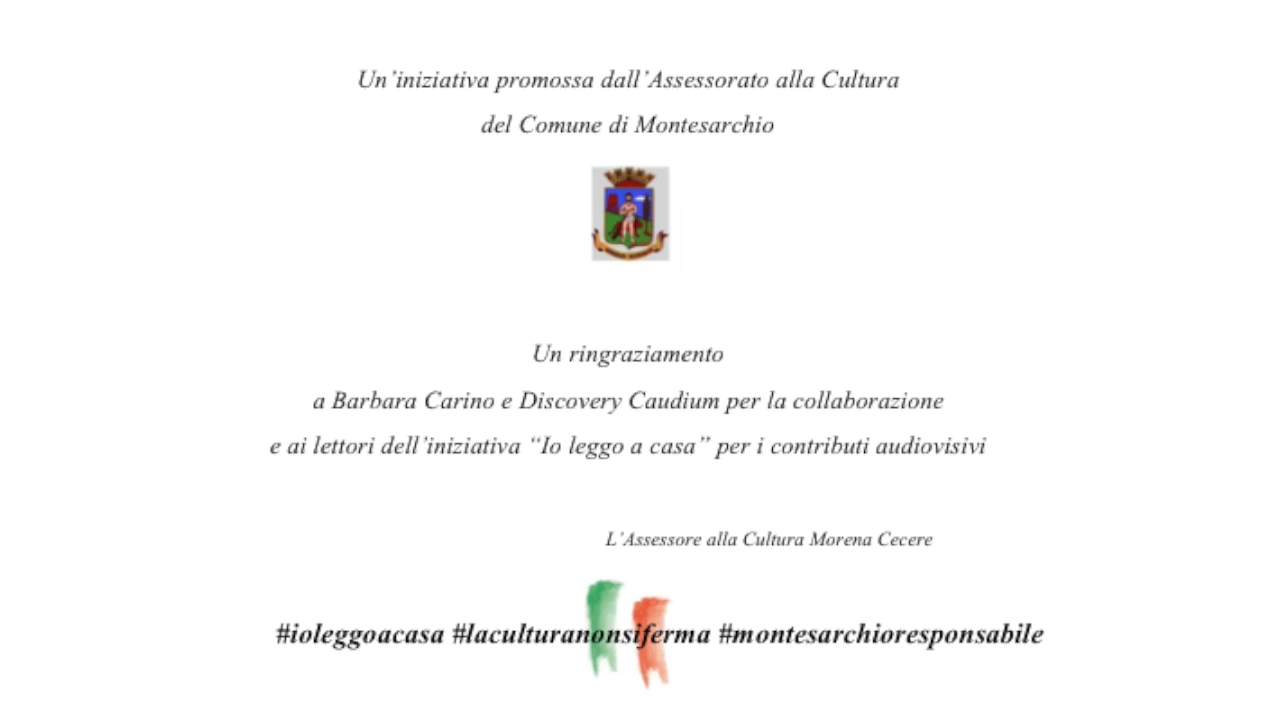 Un’iniziativa promossa dall’Assessorato alla Cultura
del Comune di Montesarchio
Un ringraziamento
a Barbara Carino e Discovery Caudium per la collaborazione
e ai lettori dell’iniziativa “Io leggo a casa” per i contributi audiovisivi
L’Assessore alla Cultura Morena Cecere
#ioleggoacasa #laculturanonsiferma #montesarchioresponsabile